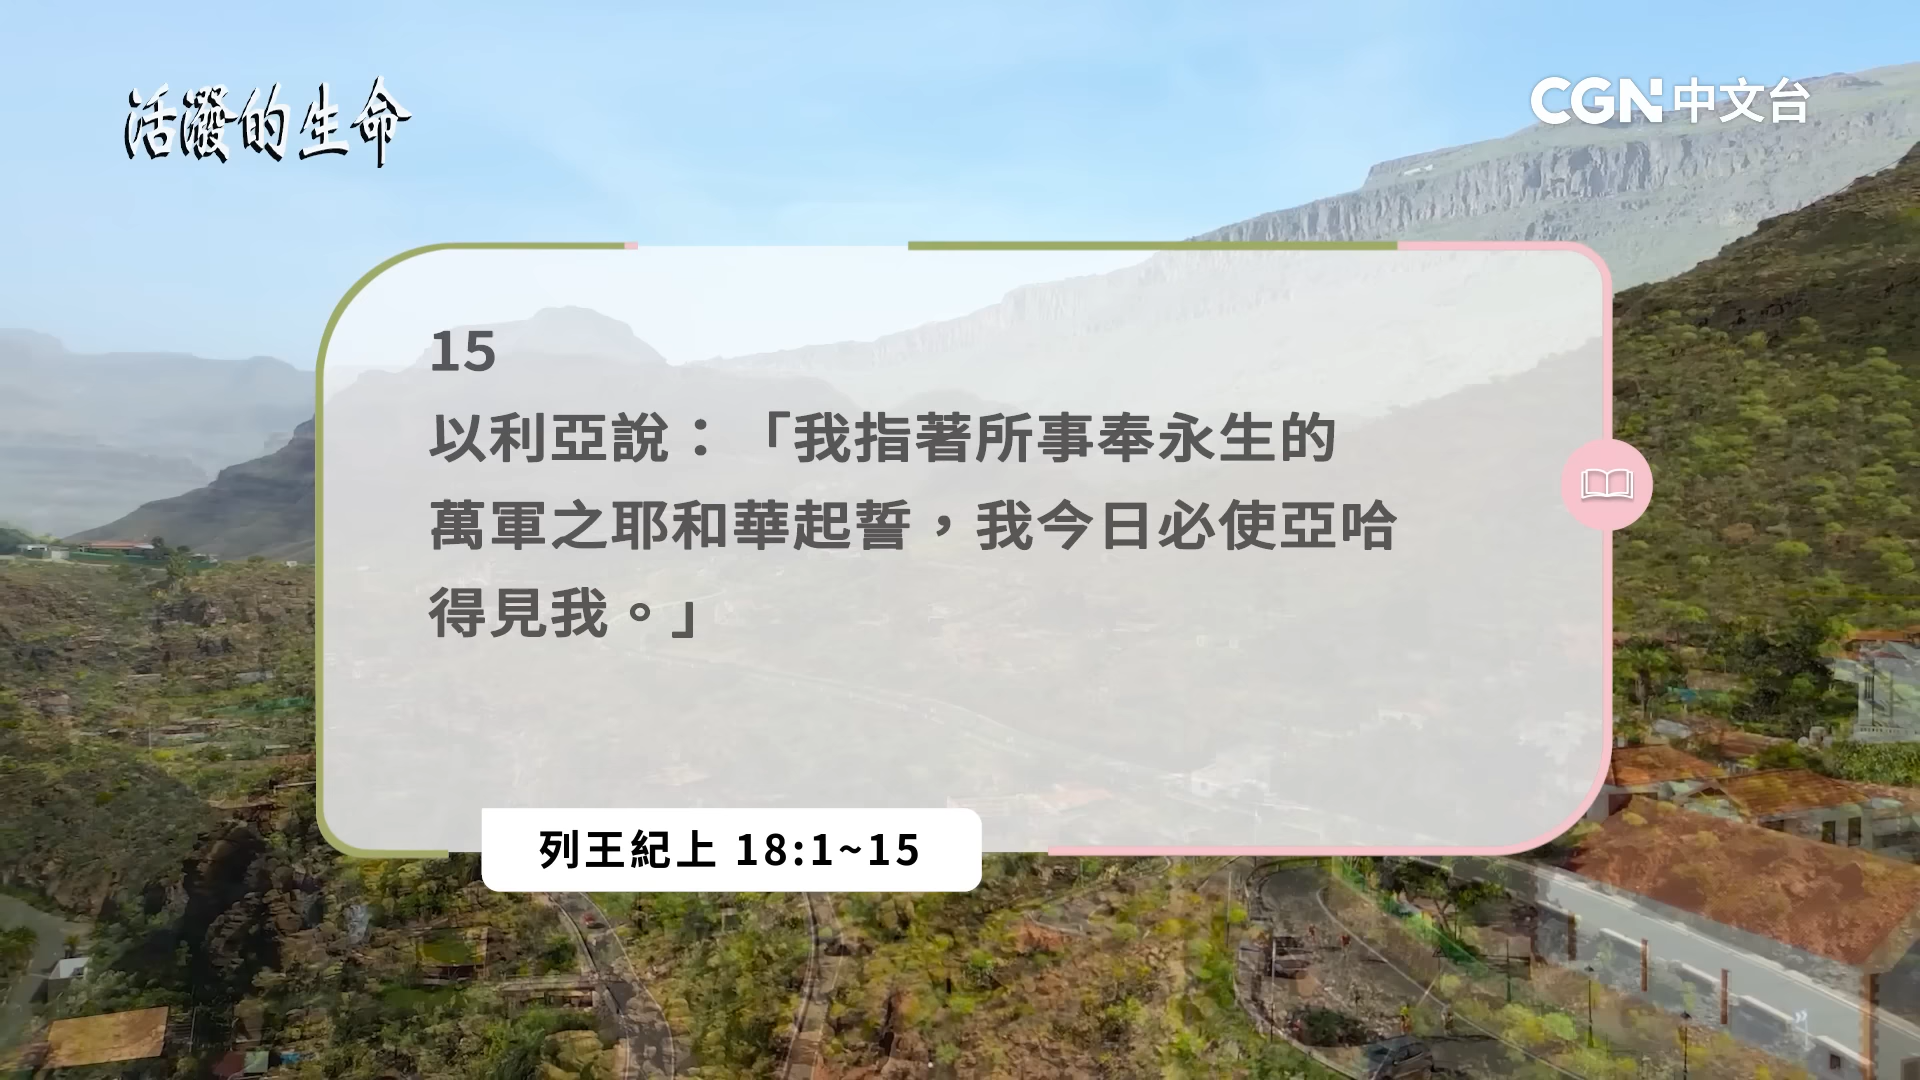 活潑的生命
CGN中文台
15
以利亞說：「我指著所事奉永生的
萬軍之耶和華起誓，我今日必使亞哈
得見我。」
列王紀上 18:1~15